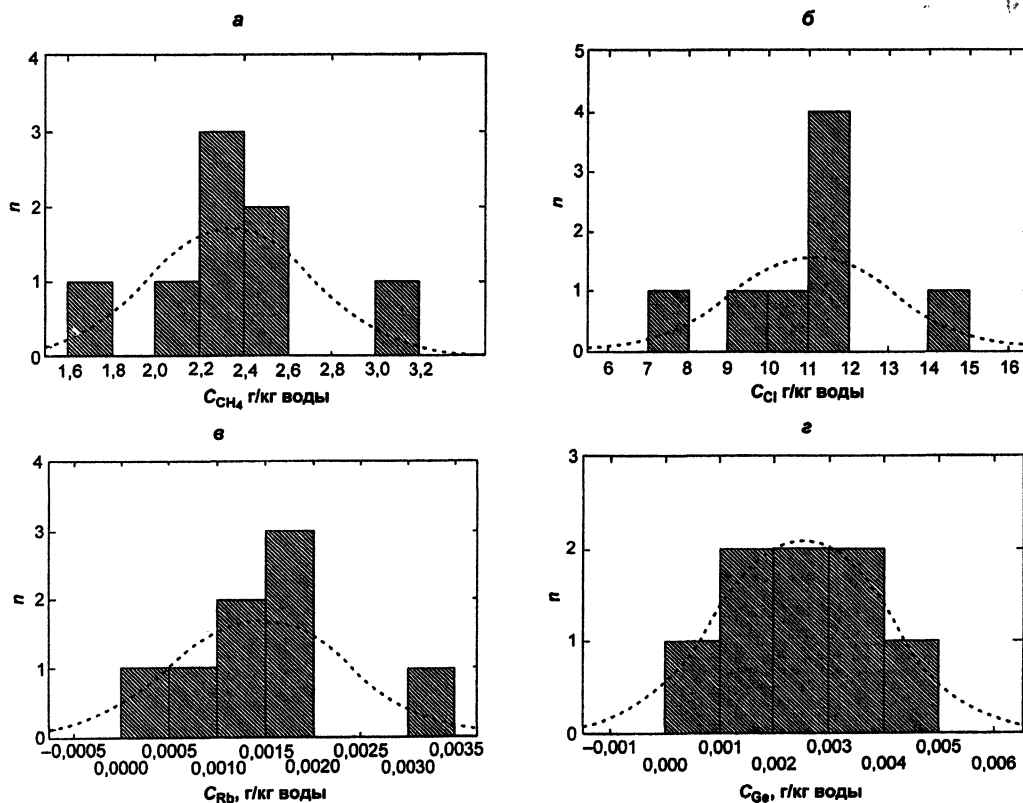 а
4
3
2
1
0
n
1,6 1,8 2,0 2,2 2,4 2,6 2,8 3,0 3,2
C_CH4 г/кг воды
б
5
4
3
2
1
0
n
6 7 8 9 10 11 12 13 14 15 16
C_Cl г/кг воды
в
4
3
2
1
0
n
−0,0005 0,0005 0,0015 0,0025 0,0035
0,0000 0,0010 0,0020 0,0030
C_Rb, г/кг воды
г
3
2
1
0
n
−0,001 0,001 0,003 0,005
0,000 0,002 0,004 0,006
C_Ge, г/кг воды